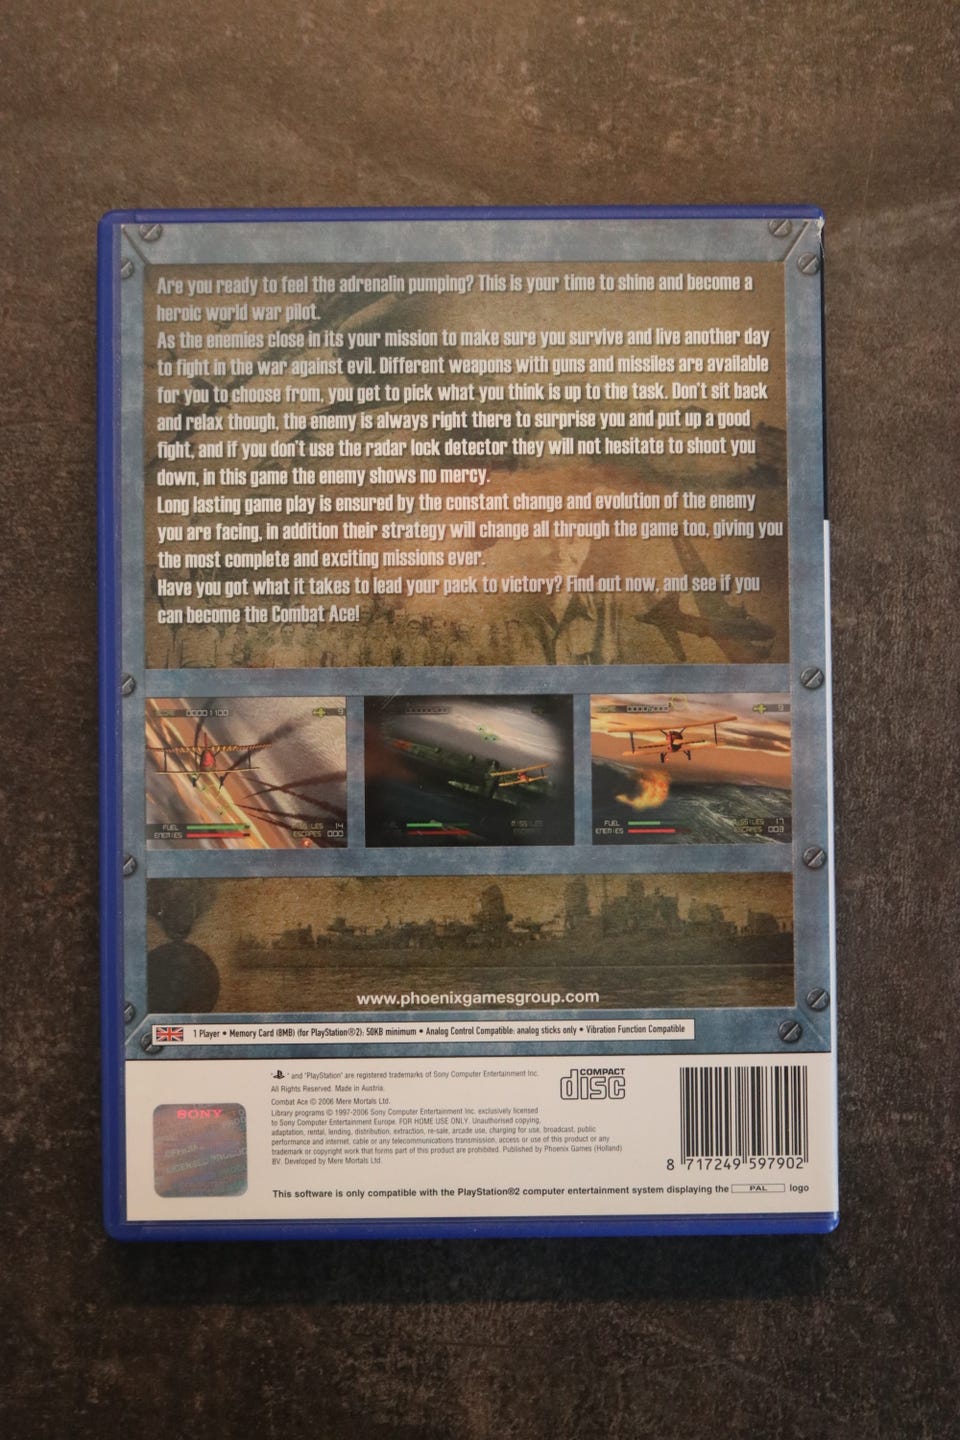 Are you ready to feel the adrenalin pumping? This is your time to shine and become a
heroic world war pilot.
As the enemies close in its your mission to make sure you survive and live another day
to fight in the war against evil. Different weapons with guns and missiles are available
for you to choose from, you get to pick what you think is up to the task. Don't sit back
and relax though, the enemy is always right there to surprise you and put up a good
fight, and if you don't use the radar lock detector they will not hesitate to shoot you
down, in this game the enemy shows no mercy.
Long lasting game play is ensured by the constant change and evolution of the enemy
you are facing, in addition their strategy will change all through the game too, giving you
the most complete and exciting missions ever.
Have you got what it takes to lead your pack to victory? Find out now, and see if you
can become the Combat Ace!
SCORE 00001100 9
FUEL MISSILES 14
ENEMIES ESCAPES 000
9
FUEL MISSILES 17
ENEMIES ESCAPES 003
www.phoenixgamesgroup.com
1 Player • Memory Card (8MB) (for PlayStation®2): 50KB minimum • Analog Control Compatible: analog sticks only • Vibration Function Compatible
" " and "PlayStation" are registered trademarks of Sony Computer Entertainment Inc.
All Rights Reserved. Made in Austria.
Combat Ace © 2006 Mere Mortals Ltd.
Library programs © 1997-2006 Sony Computer Entertainment Inc. exclusively licensed
to Sony Computer Entertainment Europe. FOR HOME USE ONLY. Unauthorised copying,
adaptation, rental, lending, distribution, extraction, re-sale, arcade use, charging for use, broadcast, public
performance and internet, cable or any telecommunications transmission, access or use of this product or any
trademark or copyright work that forms part of this product are prohibited. Published by Phoenix Games (Holland)
BV. Developed by Mere Mortals Ltd.
COMPACT
disc
SONY
8 717249 597902
This software is only compatible with the PlayStation®2 computer entertainment system displaying the PAL logo